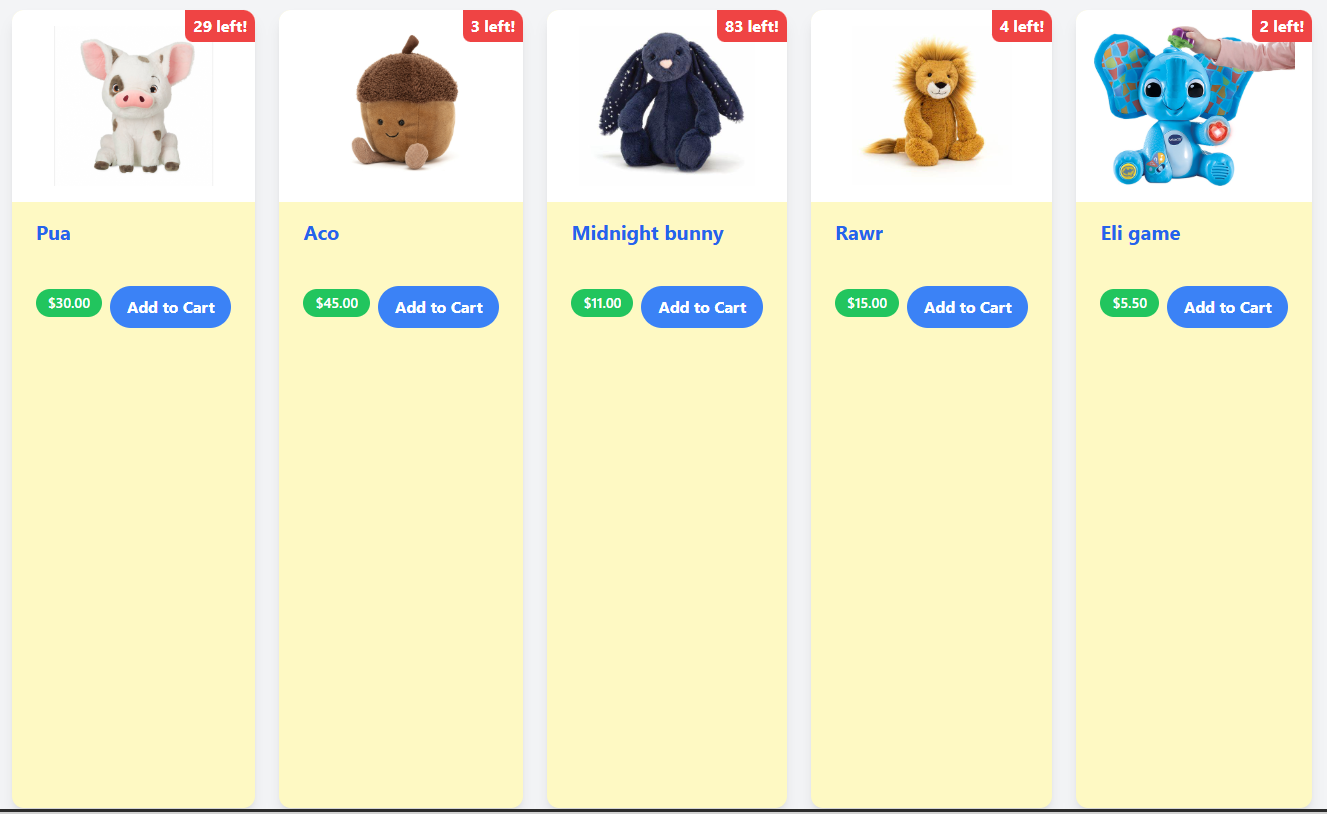 29 left!
Pua
$30.00 Add to Cart
3 left!
Aco
$45.00 Add to Cart
83 left!
Midnight bunny
$11.00 Add to Cart
4 left!
Rawr
$15.00 Add to Cart
2 left!
Eli game
$5.50 Add to Cart